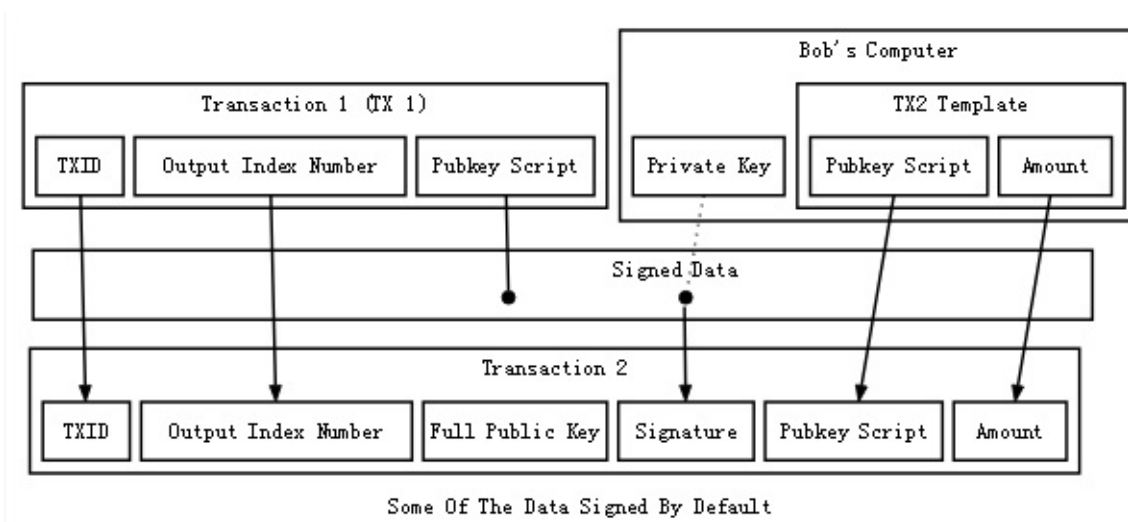 Bob's Computer
Transaction 1 (TX 1)
TX2 Template
TXID
Output Index Number
Pubkey Script
Private Key
Pubkey Script
Amount
Signed Data
Transaction 2
TXID
Output Index Number
Full Public Key
Signature
Pubkey Script
Amount
Some Of The Data Signed By Default